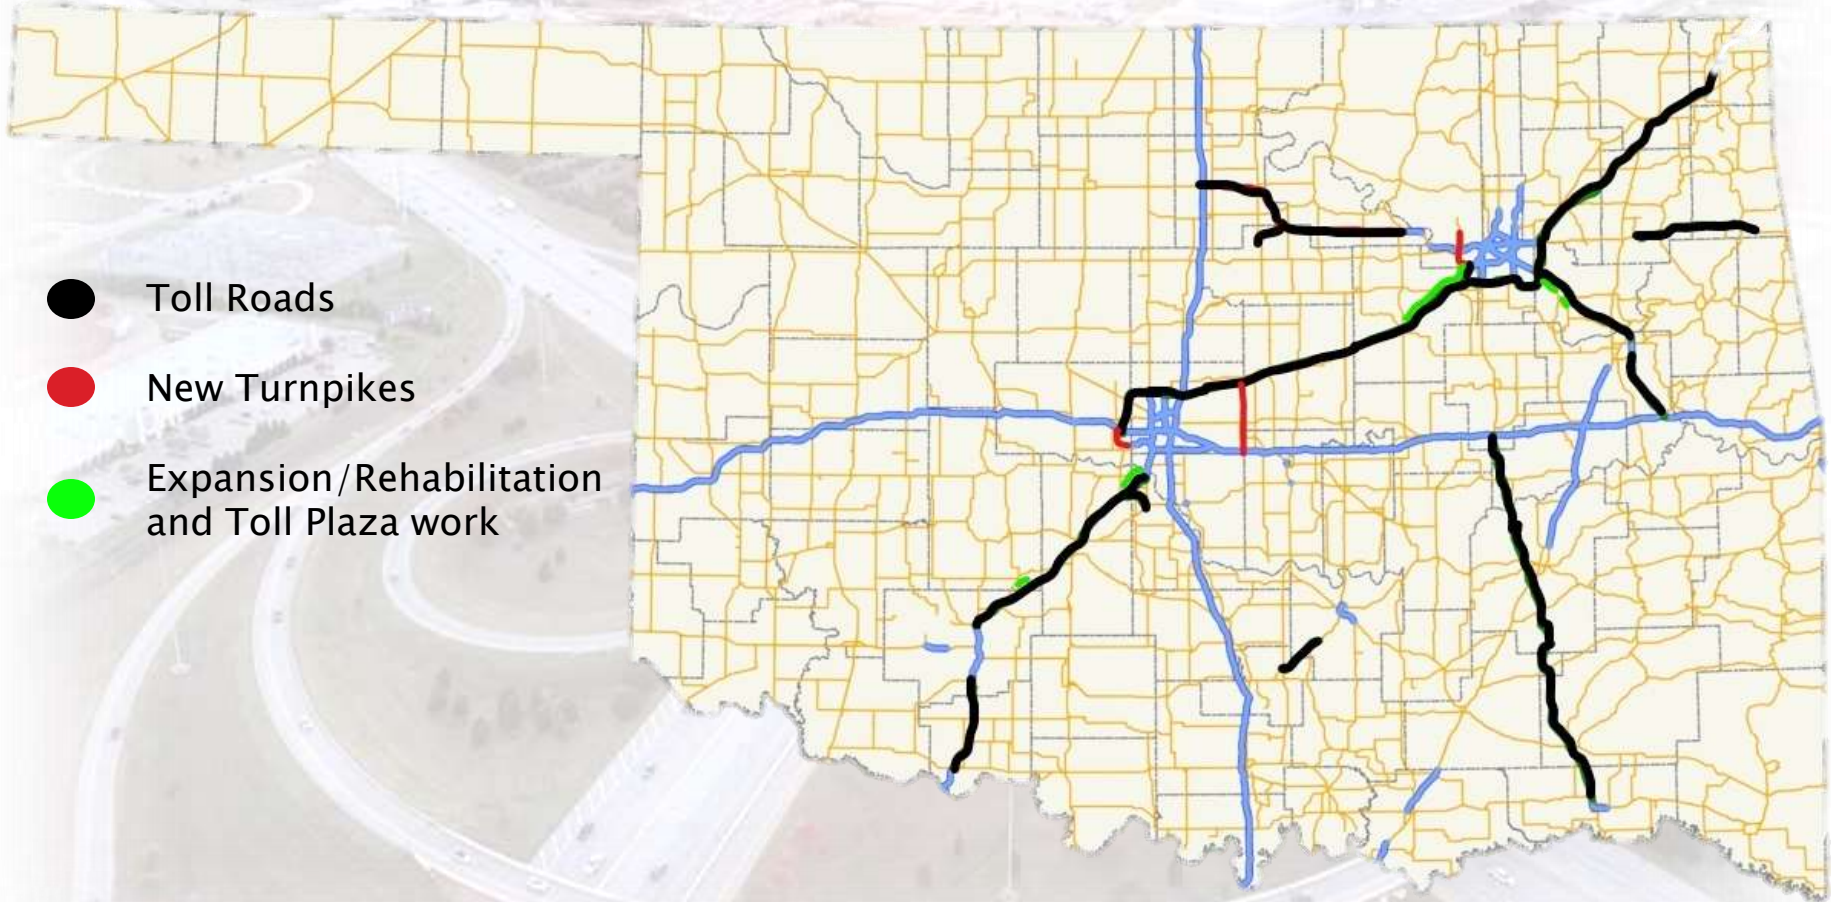 Toll Roads
New Turnpikes
Expansion/Rehabilitation
and Toll Plaza work